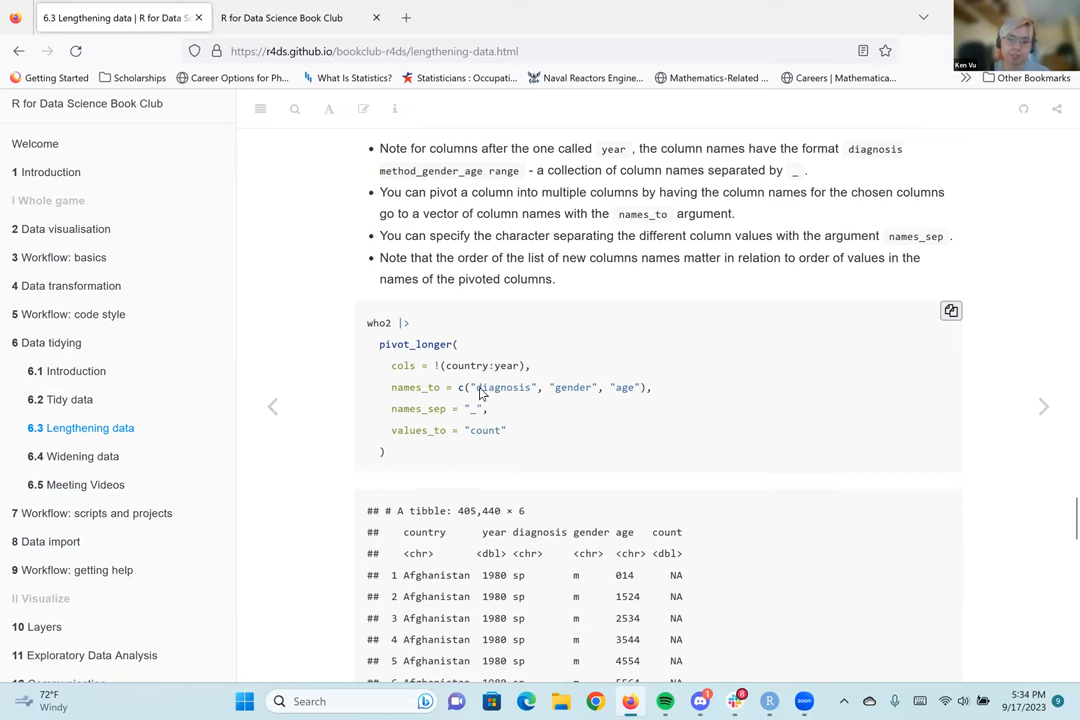 6.3 Lengthening data | R for Data Sc
R for Data Science Book Club
https://r4ds.github.io/bookclub-r4ds/lengthening-data.html
Getting Started
Scholarships
Career Options for Ph...
What Is Statistics?
Statisticians : Occupati...
Naval Reactors Engine...
Mathematics-Related ...
Careers | Mathematica...
Other Bookmarks
Ken Vu
R for Data Science Book Club
Welcome
1 Introduction
I Whole game
2 Data visualisation
3 Workflow: basics
4 Data transformation
5 Workflow: code style
6 Data tidying
6.1 Introduction
6.2 Tidy data
6.3 Lengthening data
6.4 Widening data
6.5 Meeting Videos
7 Workflow: scripts and projects
8 Data import
9 Workflow: getting help
II Visualize
10 Layers
11 Exploratory Data Analysis
Note for columns after the one called year , the column names have the format diagnosis
method_gender_age range - a collection of column names separated by _ .
You can pivot a column into multiple columns by having the column names for the chosen columns
go to a vector of column names with the names_to argument.
You can specify the character separating the different column values with the argument names_sep .
Note that the order of the list of new columns names matter in relation to order of values in the
names of the pivoted columns.
who2 |>
pivot_longer(
cols = !(country:year),
names_to = c("diagnosis", "gender", "age"),
names_sep = "_",
values_to = "count"
)
## # A tibble: 405,440 × 6
## country year diagnosis gender age count
## <chr> <dbl> <chr> <chr> <chr> <dbl>
## 1 Afghanistan 1980 sp m 014 NA
## 2 Afghanistan 1980 sp m 1524 NA
## 3 Afghanistan 1980 sp m 2534 NA
## 4 Afghanistan 1980 sp m 3544 NA
## 5 Afghanistan 1980 sp m 4554 NA
72°F
Windy
Search
1
8
5:34 PM
9/17/2023
9